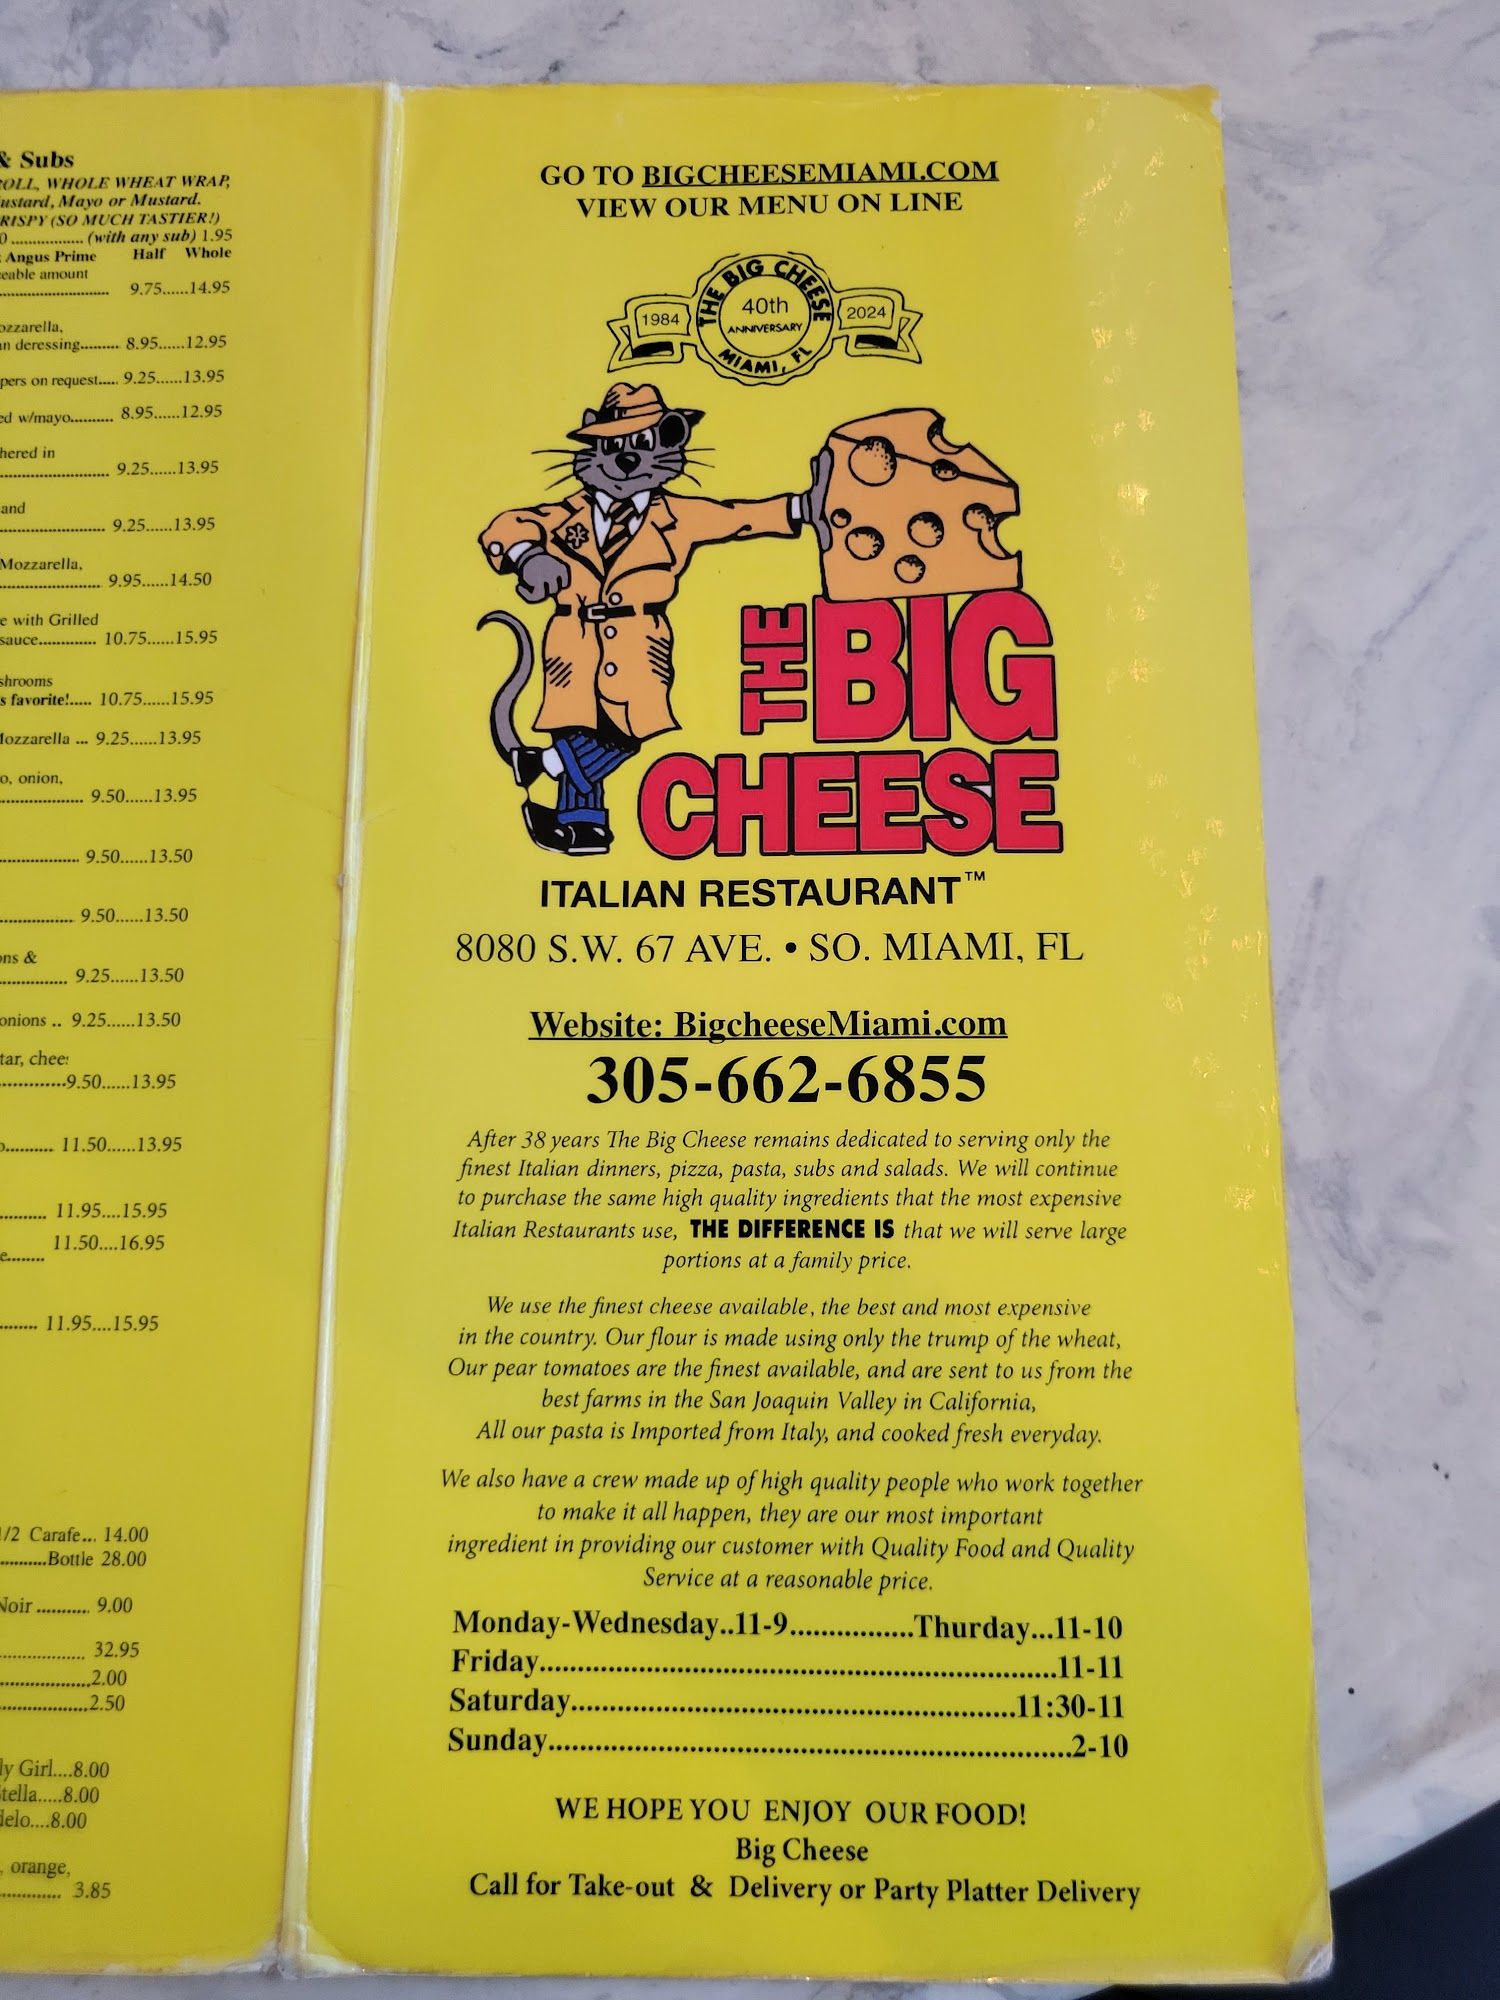 & Subs
OLL, WHOLE WHEAT WRAP,
ustard, Mayo or Mustard.
RISPY (SO MUCH TASTIER!)
0 .................. (with any sub) 1.95
Angus Prime Half Whole
eable amount
9.75......14.95
ozzarella,
n deressing......... 8.95......12.95
pers on request..... 9.25......13.95
ed w/mayo.......... 8.95......12.95
hered in
9.25......13.95
and
9.25......13.95
Mozzarella,
9.95......14.50
e with Grilled
sauce............. 10.75......15.95
shrooms
s favorite!..... 10.75......15.95
Mozzarella ... 9.25......13.95
o, onion,
9.50......13.95
9.50......13.50
9.50......13.50
ons &
9.25......13.50
onions .. 9.25......13.50
tar, chee
9.50......13.95
11.50.....13.95
11.95....15.95
11.50....16.95
11.95....15.95
1/2 Carafe... 14.00
Bottle 28.00
Noir ........... 9.00
32.95
2.00
2.50
ly Girl....8.00
tella.....8.00
delo....8.00
, orange,
3.85
GO TO BIGCHEESEMIAMI.COM
VIEW OUR MENU ON LINE
THE BIG CHEESE
1984 40th 2024
ANNIVERSARY
MIAMI, FL
THE BIG
CHEESE
ITALIAN RESTAURANT™
8080 S.W. 67 AVE. • SO. MIAMI, FL
Website: BigcheeseMiami.com
305-662-6855
After 38 years The Big Cheese remains dedicated to serving only the
finest Italian dinners, pizza, pasta, subs and salads. We will continue
to purchase the same high quality ingredients that the most expensive
Italian Restaurants use, THE DIFFERENCE IS that we will serve large
portions at a family price.
We use the finest cheese available, the best and most expensive
in the country. Our flour is made using only the trump of the wheat,
Our pear tomatoes are the finest available, and are sent to us from the
best farms in the San Joaquin Valley in California,
All our pasta is Imported from Italy, and cooked fresh everyday.
We also have a crew made up of high quality people who work together
to make it all happen, they are our most important
ingredient in providing our customer with Quality Food and Quality
Service at a reasonable price.
Monday-Wednesday..11-9................Thurday...11-10
Friday....................................................................11-11
Saturday..........................................................11:30-11
Sunday.....................................................................2-10
WE HOPE YOU ENJOY OUR FOOD!
Big Cheese
Call for Take-out & Delivery or Party Platter Delivery